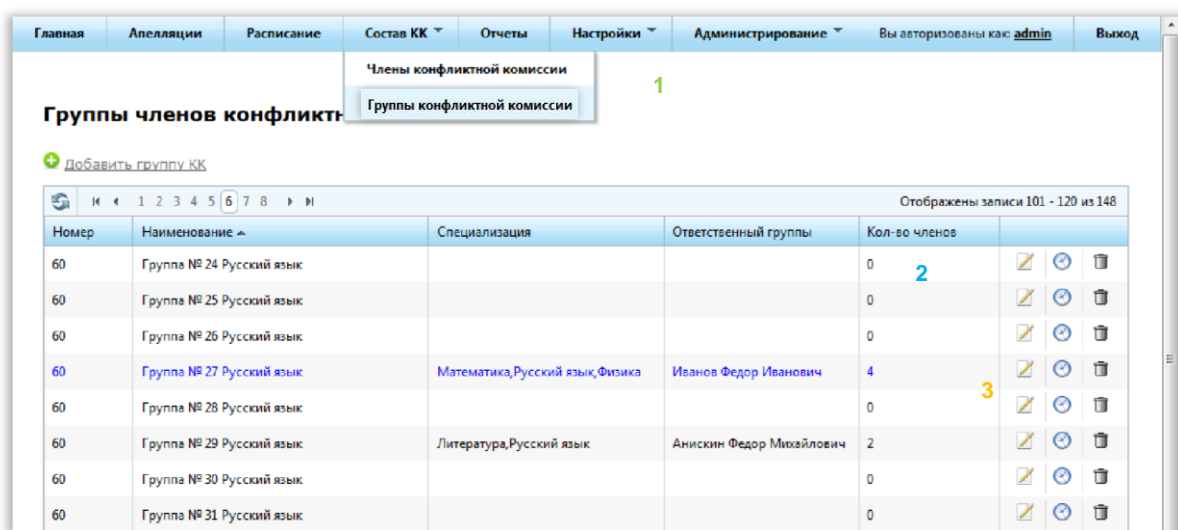 Главная Апелляции Расписание Состав КК Отчеты Настройки Администрирование Вы авторизованы как: admin Выход
Члены конфликтной комиссии
1
Группы конфликтной комиссии
Группы членов конфликтн
Добавить группу КК
1 2 3 4 5 6 7 8 Отображены записи 101 - 120 из 148
Номер Наименование Специализация Ответственный группы Кол-во членов
60 Группа № 24 Русский язык 0
2
60 Группа № 25 Русский язык 0
60 Группа № 26 Русский язык 0
60 Группа № 27 Русский язык Математика,Русский язык,Физика Иванов Федор Иванович 4
3
60 Группа № 28 Русский язык 0
60 Группа № 29 Русский язык Литература,Русский язык Анискин Федор Михайлович 2
60 Группа № 30 Русский язык 0
60 Группа № 31 Русский язык 0